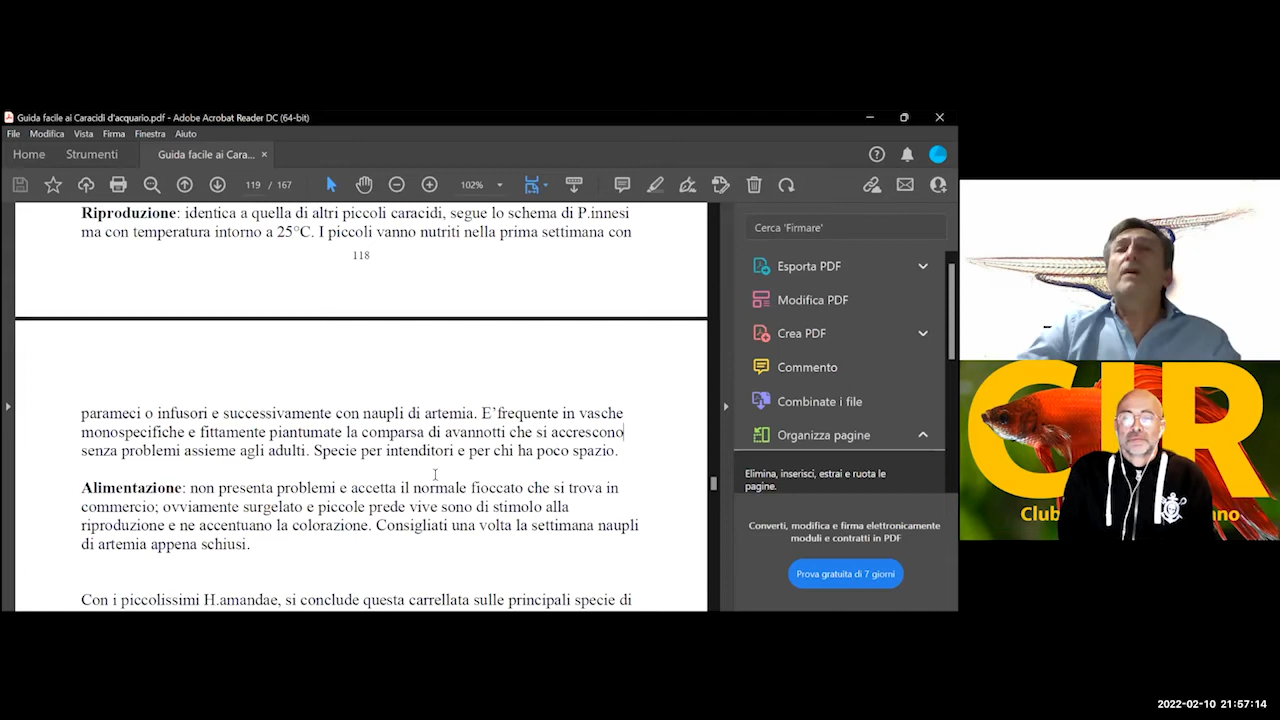 Guida facile ai Caracidi d'acquario.pdf - Adobe Acrobat Reader DC (64-bit)
File Modifica Vista Firma Finestra Aiuto
Home Strumenti Guida facile ai Cara... ×
119 / 167 102%
Riproduzione: identica a quella di altri piccoli caracidi, segue lo schema di P.innesi
ma con temperatura intorno a 25°C. I piccoli vanno nutriti nella prima settimana con
118
parameci o infusori e successivamente con naupli di artemia. E'frequente in vasche
monospecifiche e fittamente piantumate la comparsa di avannotti che si accrescono
senza problemi assieme agli adulti. Specie per intenditori e per chi ha poco spazio.
Alimentazione: non presenta problemi e accetta il normale fioccato che si trova in
commercio; ovviamente surgelato e piccole prede vive sono di stimolo alla
riproduzione e ne accentuano la colorazione. Consigliati una volta la settimana naupli
di artemia appena schiusi.
Con i piccolissimi H.amandae, si conclude questa carrellata sulle principali specie di
Cerca 'Firmare'
Esporta PDF
Modifica PDF
Crea PDF
Commento
Combinate i file
Organizza pagine
Elimina, inserisci, estrai e ruota le
pagine.
Converti, modifica e firma elettronicamente
moduli e contratti in PDF
Prova gratuita di 7 giorni
Club
2022-02-10 21:57:14